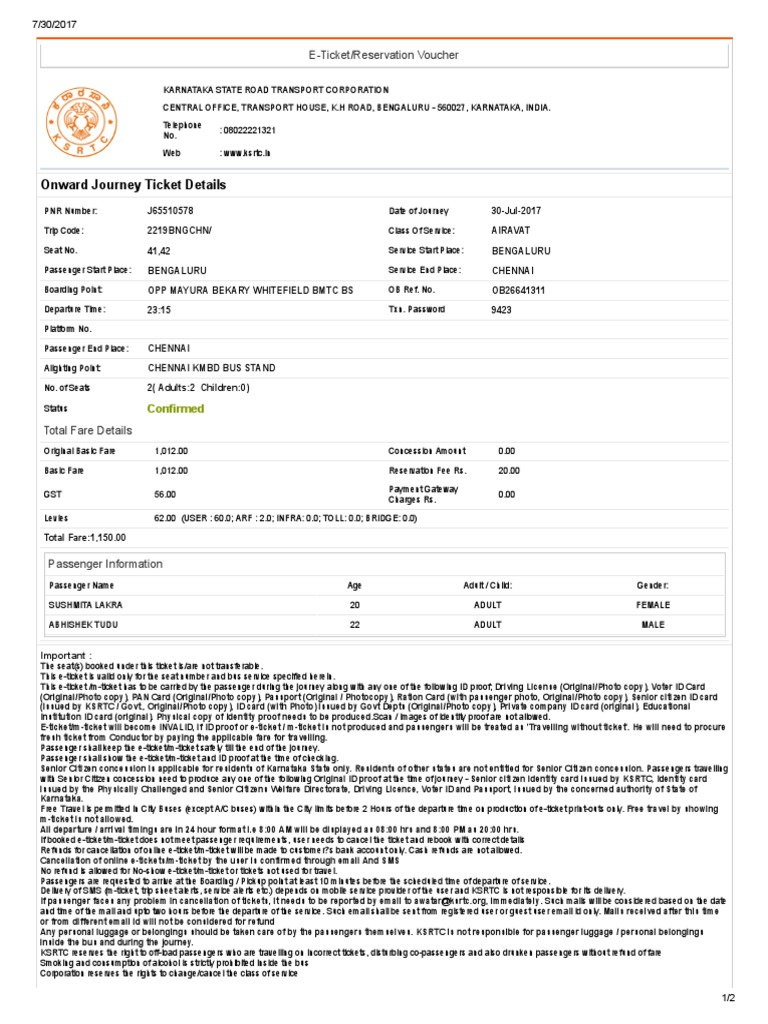 7/30/2017
E-Ticket/Reservation Voucher
KARNATAKA STATE ROAD TRANSPORT CORPORATION
CENTRAL OFFICE, TRANSPORT HOUSE, K.H ROAD, BENGALURU - 560027, KARNATAKA, INDIA.
Telephone No. : 08022221321
Web : www.ksrtc.in
KSRTC
Onward Journey Ticket Details
PNR Number: J65510578 Date of Journey 30-Jul-2017
Trip Code: 2219BNGCHN/ Class Of Service: AIRAVAT
Seat No. 41,42 Service Start Place: BENGALURU
Passenger Start Place: BENGALURU Service End Place: CHENNAI
Boarding Point: OPP MAYURA BEKARY WHITEFIELD BMTC BS OB Ref. No. OB26641311
Departure Time: 23:15 Txn. Password 9423
Platform No.
Passenger End Place: CHENNAI
Alighting Point: CHENNAI KMBD BUS STAND
No. of Seats 2( Adults:2 Children:0)
Status Confirmed
Total Fare Details
Original Basic Fare 1,012.00 Concession Amount 0.00
Basic Fare 1,012.00 Reservation Fee Rs. 20.00
GST 56.00 Payment Gateway Charges Rs. 0.00
Levies 62.00 (USER : 60.0; ARF : 2.0; INFRA: 0.0; TOLL: 0.0; BRIDGE: 0.0)
Total Fare:1,150.00
Passenger Information
Passenger Name Age Adult / Child: Gender:
SUSHMITA LAKRA 20 ADULT FEMALE
ABHISHEK TUDU 22 ADULT MALE
Important :
The seat(s) booked under this ticket is/are not transferable.
This e-ticket is valid only for the seat number and bus service specified herein.
This e-ticket /m-ticket has to be carried by the passenger during the journey along with any one of the following ID proof; Driving License (Original/Photo copy), Voter ID Card
(Original/Photo copy), PAN Card (Original/Photo copy), Passport (Original / Photocopy), Ration Card (with passenger photo, Original/Photo copy), Senior citizen ID card
(issued by KSRTC / Govt., Original/Photo copy), ID card (with Photo) issued by Govt Depts (Original/Photo copy), Private company ID card (original). Educational
Institution ID card (original). Physical copy of identity proof needs to be produced.Scan / images of identity proof are not allowed.
E-ticket/m-ticket will become INVALID, if ID proof or e-ticket / m-ticket is not produced and passengers will be treated as 'Travelling without ticket'. He will need to procure
fresh ticket from Conductor by paying the applicable fare for travelling.
Passenger shall keep the e-ticket/m-ticket safely till the end of the journey.
Passenger shall show the e-ticket/m-ticket and ID proof at the time of checking.
Senior Citizen concession is applicable for residents of Karnataka State only. Residents of other states are not entitled for Senior Citizen concession. Passengers travelling
with Senior Citizen concession need to produce any one of the following Original ID proof at the time of journey - Senior citizen identity card issued by KSRTC, Identity card
issued by the Physically Challenged and Senior Citizens Welfare Directorate, Driving Licence, Voter ID and Passport, issued by the concerned authority of State of
Karnataka.
Free Travel is permitted in City Buses (except A/C buses) within the City limits before 2 Hours of the departure time on production of e-ticket print-outs only. Free travel by showing
m-ticket is not allowed.
All departure / arrival timings are in 24 hour format i.e 8:00 AM will be displayed as 08:00 hrs and 8:00 PM as 20:00 hrs.
If booked e-ticket/m-ticket does not meet passenger requirements, user needs to cancel the ticket and rebook with correct details
Refunds for cancellation of online e-ticket/m-ticket will be made to customer?s bank account only. Cash refunds are not allowed.
Cancellation of online e-tickets/m-ticket by the user is confirmed through email And SMS
No refund is allowed for No-show e-ticket/m-ticket or tickets not used for travel.
Passengers are requested to arrive at the Boarding / Pickup point at least 10 minutes before the scheduled time of departure of service.
Delivery of SMS (m-ticket, trip sheet alerts, service alerts etc.) depends on mobile service provider of the user and KSRTC is not responsible for its delivery.
If passenger faces any problem in cancellation of tickets, it needs to be reported by email to awatar@ksrtc.org, immediately. Such mails will be considered based on the date
and time of the mail and upto two hours before the departure of the service. Such email shall be sent from registered user or guest user email id only. Mails received after this time
or from different email id will not be considered for refund
Any personal luggage or belongings should be taken care of by the passengers themselves. KSRTC is not responsible for passenger luggage / personal belongings
inside the bus and during the journey.
KSRTC reserves the right to off-load passengers who are travelling on incorrect tickets, disturbing co-passengers and also drunken passengers without refund of fare
Smoking and consumption of alcohol is strictly prohibited inside the bus
Corporation reserves the rights to change/cancel the class of service
1/2